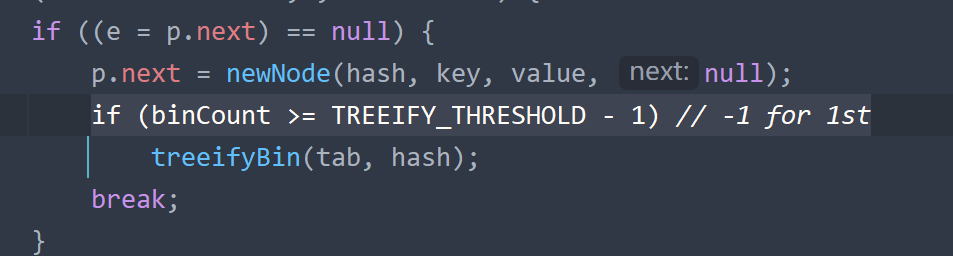 if ((e = p.next) == null) {
p.next = newNode(hash, key, value, next: null);
if (binCount >= TREEIFY_THRESHOLD - 1) // -1 for 1st
treeifyBin(tab, hash);
break;
}